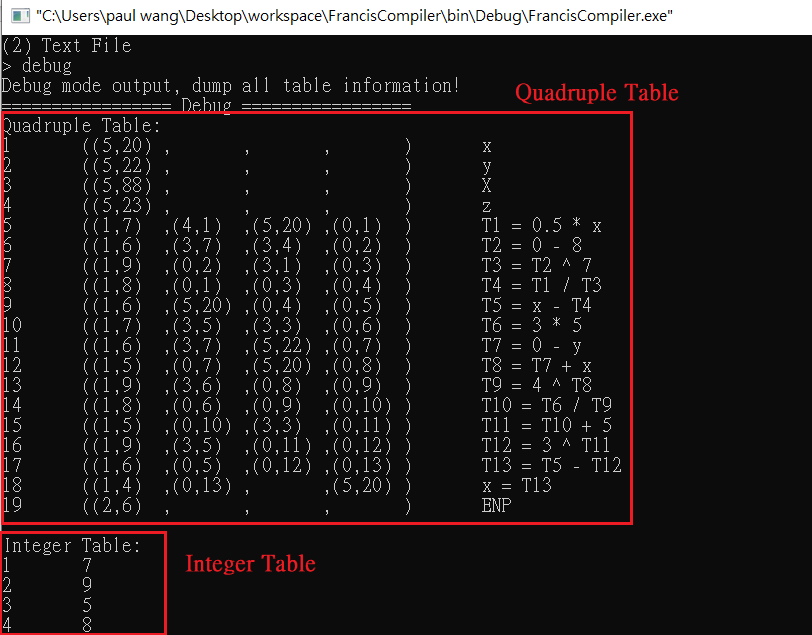 "C:\Users\paul wang\Desktop\workspace\FrancisCompiler\bin\Debug\FrancisCompiler.exe"
(2) Text File
> debug
Debug mode output, dump all table information!
================= Debug =================
Quadruple Table
Quadruple Table:
1 ((5,20) , , , ) x
2 ((5,22) , , , ) y
3 ((5,88) , , , ) X
4 ((5,23) , , , ) z
5 ((1,7) ,(4,1) ,(5,20) ,(0,1) ) T1 = 0.5 * x
6 ((1,6) ,(3,7) ,(3,4) ,(0,2) ) T2 = 0 - 8
7 ((1,9) ,(0,2) ,(3,1) ,(0,3) ) T3 = T2 ^ 7
8 ((1,8) ,(0,1) ,(0,3) ,(0,4) ) T4 = T1 / T3
9 ((1,6) ,(5,20) ,(0,4) ,(0,5) ) T5 = x - T4
10 ((1,7) ,(3,5) ,(3,3) ,(0,6) ) T6 = 3 * 5
11 ((1,6) ,(3,7) ,(5,22) ,(0,7) ) T7 = 0 - y
12 ((1,5) ,(0,7) ,(5,20) ,(0,8) ) T8 = T7 + x
13 ((1,9) ,(3,6) ,(0,8) ,(0,9) ) T9 = 4 ^ T8
14 ((1,8) ,(0,6) ,(0,9) ,(0,10) ) T10 = T6 / T9
15 ((1,5) ,(0,10) ,(3,3) ,(0,11) ) T11 = T10 + 5
16 ((1,9) ,(3,5) ,(0,11) ,(0,12) ) T12 = 3 ^ T11
17 ((1,6) ,(0,5) ,(0,12) ,(0,13) ) T13 = T5 - T12
18 ((1,4) ,(0,13) , ,(5,20) ) x = T13
19 ((2,6) , , , ) ENP
Integer Table:
Integer Table
1 7
2 9
3 5
4 8